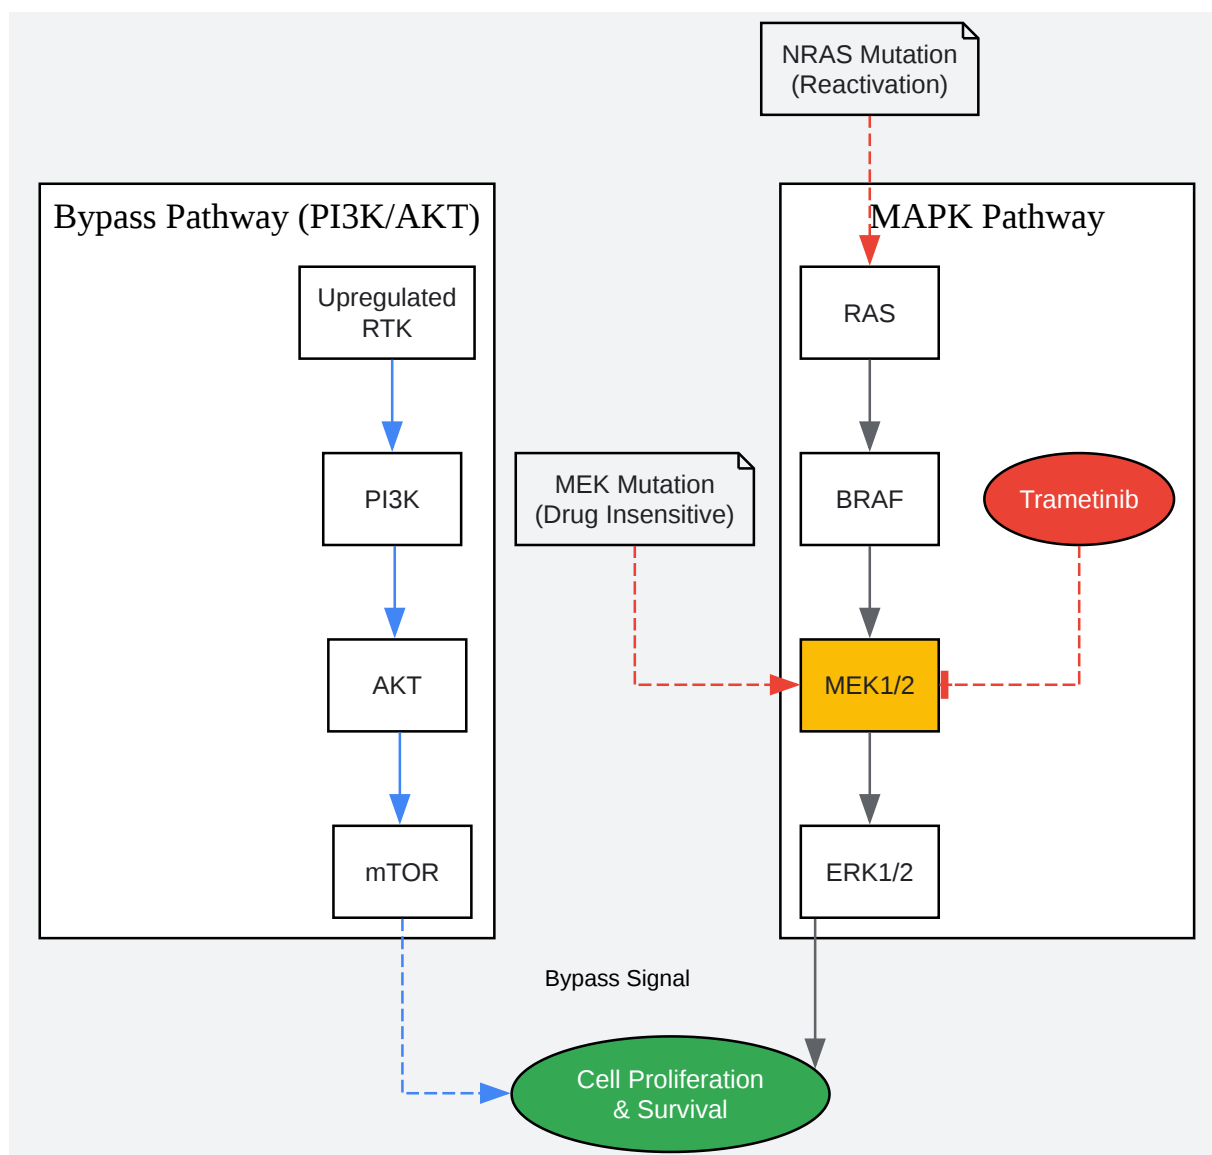 NRAS Mutation
(Reactivation)
Bypass Pathway (PI3K/AKT)
MAPK Pathway
Upregulated
RTK
RAS
PI3K
MEK Mutation
(Drug Insensitive)
BRAF
Trametinib
AKT
MEK1/2
mTOR
ERK1/2
Bypass Signal
Cell Proliferation
& Survival